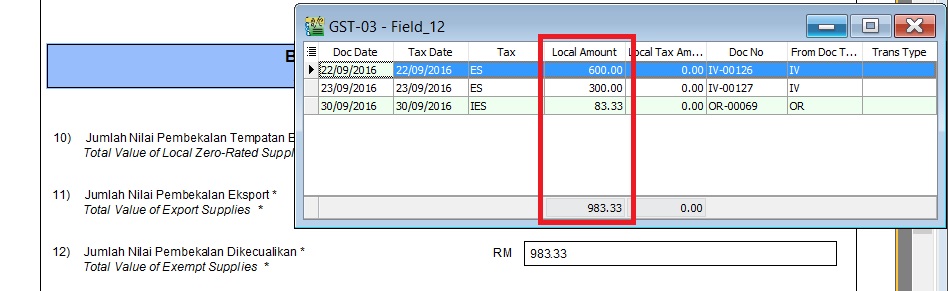 GST-03 - Field_12
Doc Date Tax Date Tax Local Amount Local Tax Am... Doc No From Doc T... Trans Type
22/09/2016 22/09/2016 ES 600.00 0.00 IV-00126 IV
23/09/2016 23/09/2016 ES 300.00 0.00 IV-00127 IV
30/09/2016 30/09/2016 IES 83.33 0.00 OR-00069 OR
983.33 0.00
10) Jumlah Nilai Pembekalan Tempatan
Total Value of Local Zero-Rated
11) Jumlah Nilai Pembekalan Eksport *
Total Value of Export Supplies *
12) Jumlah Nilai Pembekalan Dikecualikan * RM 983.33
Total Value of Exempt Supplies *